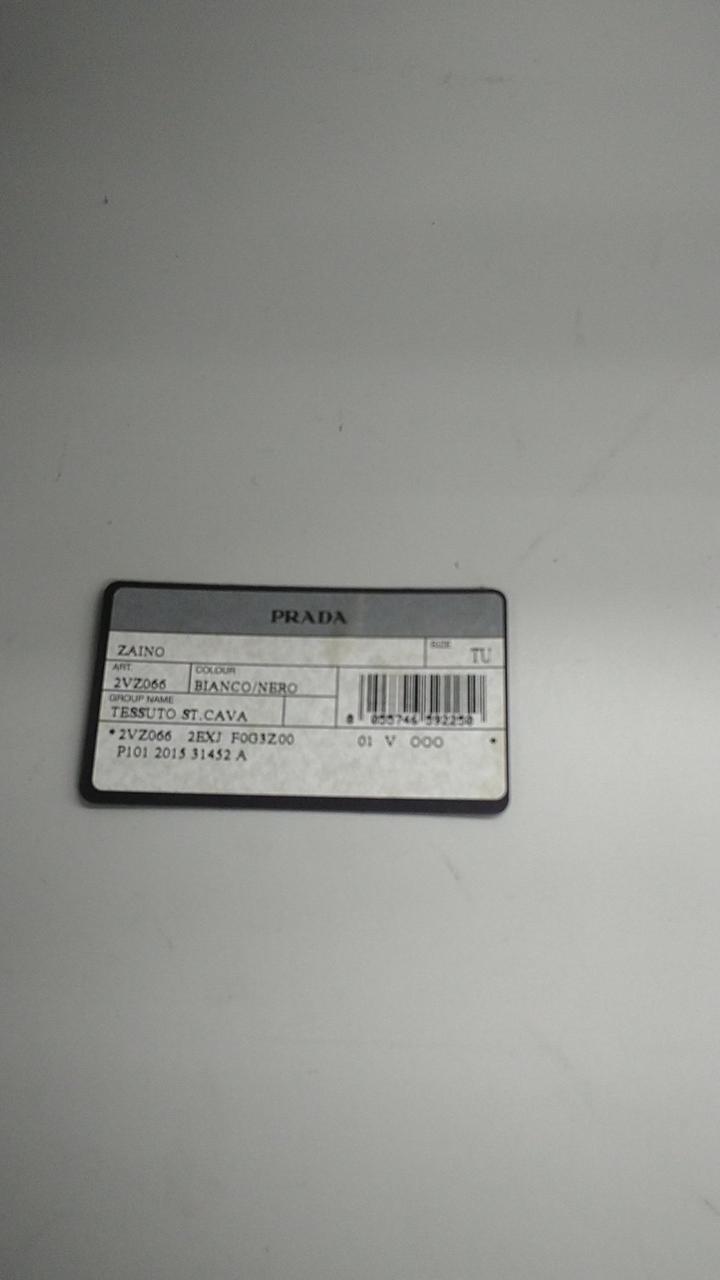 PRADA
ZAINO
SIZE
TU
ART.
2VZ066
COLOUR
BIANCO/NERO
GROUP NAME
TESSUTO ST.CAVA
8 055746 592250
*2VZ066 2EXJ F0G3Z00 01 V OOO *
P101 2015 31452 A